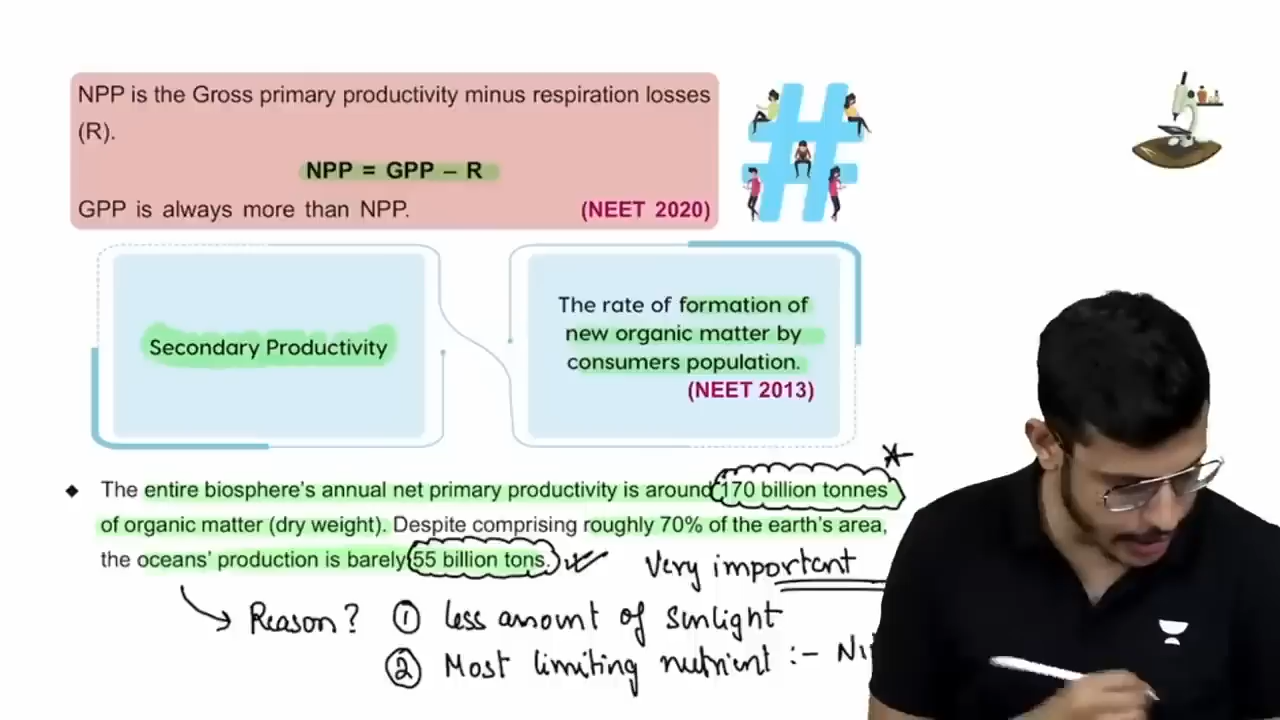 NPP is the Gross primary productivity minus respiration losses
(R).
NPP = GPP – R
GPP is always more than NPP. (NEET 2020)
Secondary Productivity
The rate of formation of
new organic matter by
consumers population.
(NEET 2013)
◆ The entire biosphere's annual net primary productivity is around 170 billion tonnes
of organic matter (dry weight). Despite comprising roughly 70% of the earth's area,
the oceans' production is barely 55 billion tons.
Very important
Reason? ① less amount of Sunlight
② Most limiting nutrient :-